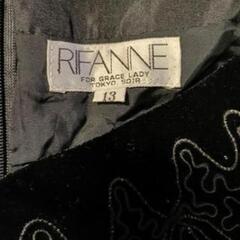 RIFANNE
FOR GRACE LADY
TOKYO, SOIR
13